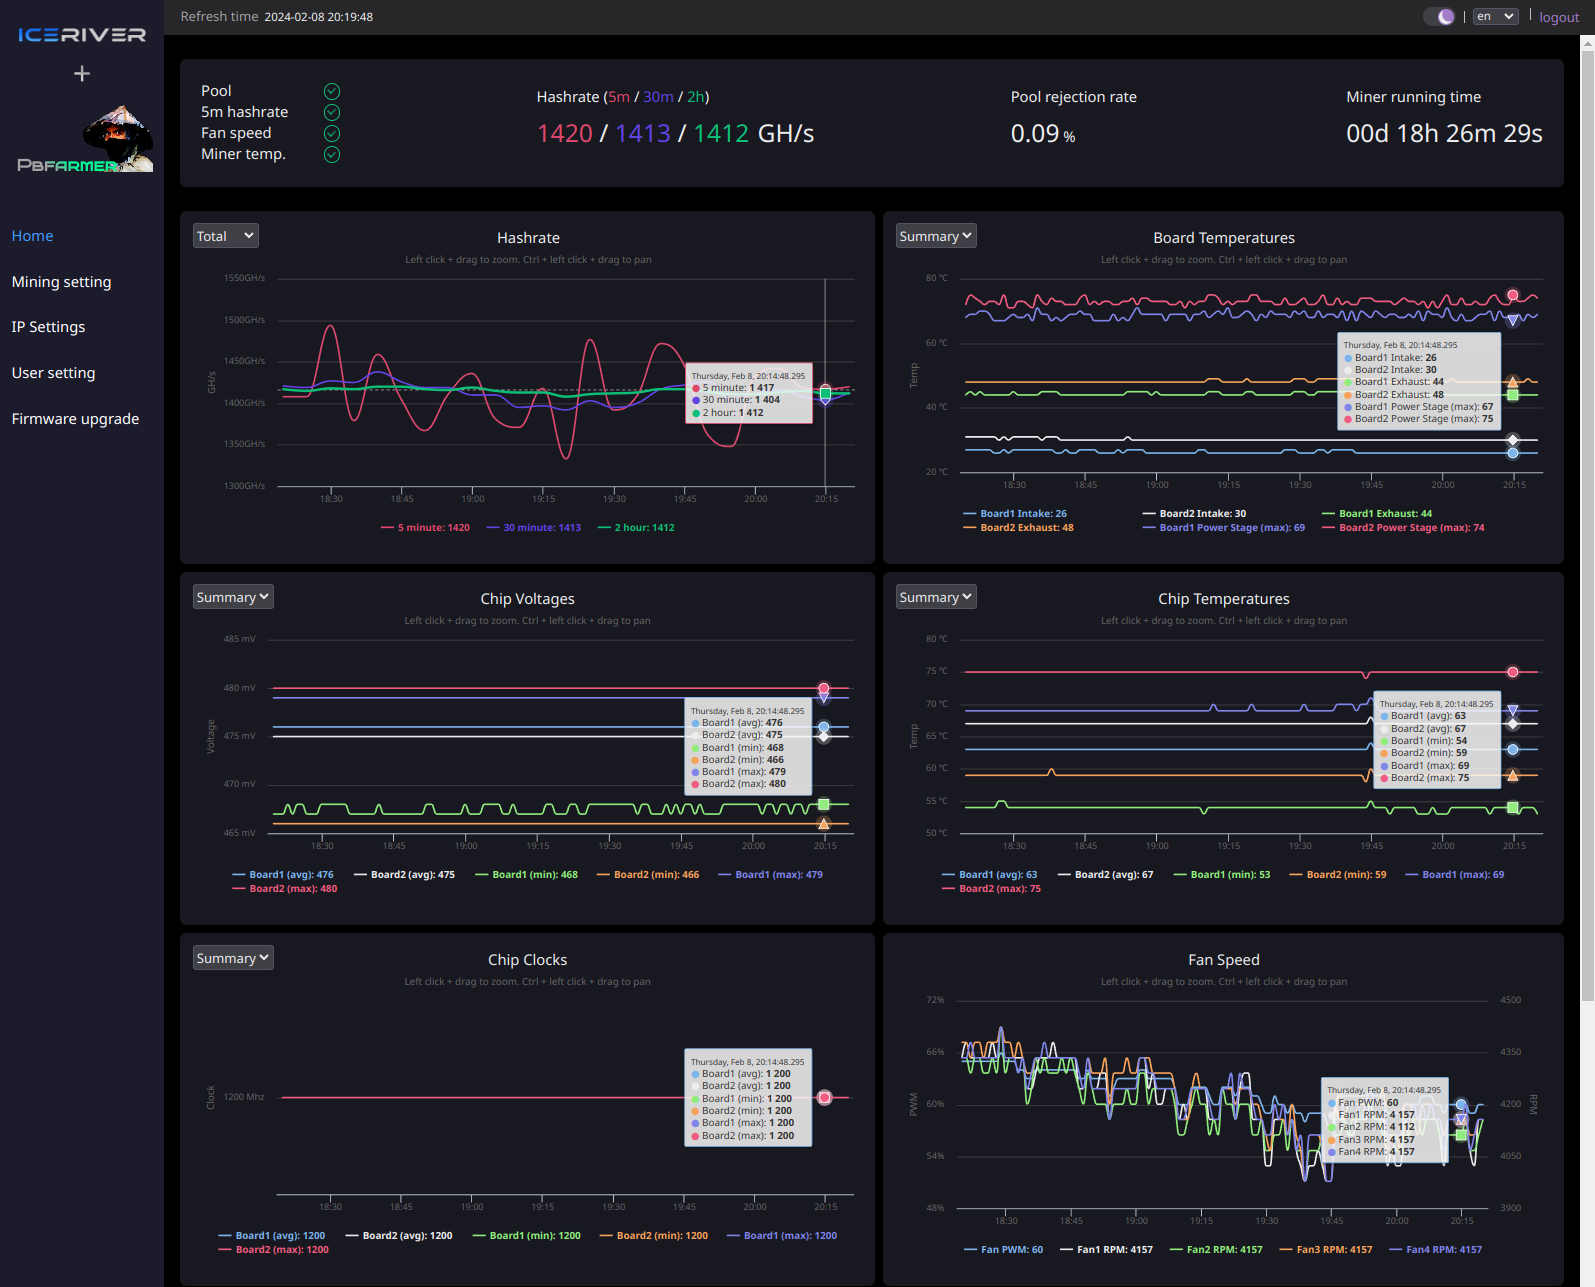 Refresh time 2024-02-08 20:19:48
en
logout
ICERIVER
+
PBFARMER
Home
Mining setting
IP Settings
User setting
Firmware upgrade
Pool
5m hashrate
Fan speed
Miner temp.
Hashrate (5m / 30m / 2h)
1420 / 1413 / 1412 GH/s
Pool rejection rate
0.09 %
Miner running time
00d 18h 26m 29s
Total
Hashrate
Left click + drag to zoom. Ctrl + left click + drag to pan
1550GH/s
1500GH/s
1450GH/s
1400GH/s
1350GH/s
1300GH/s
GH/s
Thursday, Feb 8, 20:14:48.295
5 minute: 1 417
30 minute: 1 404
2 hour: 1 412
18:30 18:45 19:00 19:15 19:30 19:45 20:00 20:15
5 minute: 1420 30 minute: 1413 2 hour: 1412
Summary
Board Temperatures
Left click + drag to zoom. Ctrl + left click + drag to pan
80 °C
60 °C
40 °C
20 °C
Temp
Thursday, Feb 8, 20:14:48.295
Board1 Intake: 26
Board2 Intake: 30
Board1 Exhaust: 44
Board2 Exhaust: 48
Board1 Power Stage (max): 67
Board2 Power Stage (max): 75
18:30 18:45 19:00 19:15 19:30 19:45 20:00 20:15
Board1 Intake: 26 Board2 Intake: 30 Board1 Exhaust: 44
Board2 Exhaust: 48 Board1 Power Stage (max): 69 Board2 Power Stage (max): 74
Summary
Chip Voltages
Left click + drag to zoom. Ctrl + left click + drag to pan
485 mV
480 mV
475 mV
470 mV
465 mV
Voltage
Thursday, Feb 8, 20:14:48.295
Board1 (avg): 476
Board2 (avg): 475
Board1 (min): 468
Board2 (min): 466
Board1 (max): 479
Board2 (max): 480
18:30 18:45 19:00 19:15 19:30 19:45 20:00 20:15
Board1 (avg): 476 Board2 (avg): 475 Board1 (min): 468 Board2 (min): 466 Board1 (max): 479
Board2 (max): 480
Summary
Chip Temperatures
Left click + drag to zoom. Ctrl + left click + drag to pan
80 °C
75 °C
70 °C
65 °C
60 °C
55 °C
50 °C
Temp
Thursday, Feb 8, 20:14:48.295
Board1 (avg): 63
Board2 (avg): 67
Board1 (min): 54
Board2 (min): 59
Board1 (max): 69
Board2 (max): 75
18:30 18:45 19:00 19:15 19:30 19:45 20:00 20:15
Board1 (avg): 63 Board2 (avg): 67 Board1 (min): 53 Board2 (min): 59 Board1 (max): 69
Board2 (max): 75
Summary
Chip Clocks
Left click + drag to zoom. Ctrl + left click + drag to pan
1200 Mhz
Clock
Thursday, Feb 8, 20:14:48.295
Board1 (avg): 1 200
Board2 (avg): 1 200
Board1 (min): 1 200
Board2 (min): 1 200
Board1 (max): 1 200
Board2 (max): 1 200
18:30 18:45 19:00 19:15 19:30 19:45 20:00 20:15
Board1 (avg): 1200 Board2 (avg): 1200 Board1 (min): 1200 Board2 (min): 1200 Board1 (max): 1200
Board2 (max): 1200
Fan Speed
Left click + drag to zoom. Ctrl + left click + drag to pan
72% 4500
66% 4350
60% 4200
54% 4050
48% 3900
PWM
RPM
Thursday, Feb 8, 20:14:48.295
Fan PWM: 60
Fan1 RPM: 4 157
Fan2 RPM: 4 112
Fan3 RPM: 4 157
Fan4 RPM: 4 157
18:30 18:45 19:00 19:15 19:30 19:45 20:00 20:15
Fan PWM: 60 Fan1 RPM: 4157 Fan2 RPM: 4157 Fan3 RPM: 4157 Fan4 RPM: 4157